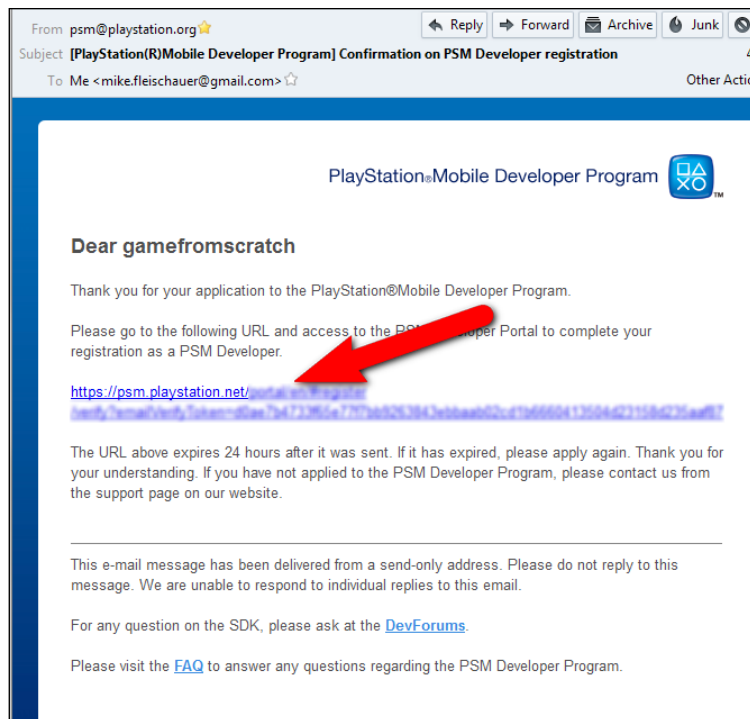 From psm@playstation.org Reply Forward Archive Junk
Subject [PlayStation(R)Mobile Developer Program] Confirmation on PSM Developer registration 4
To Me <mike.fleischauer@gmail.com> Other Actio
PlayStation®Mobile Developer Program
TM
Dear gamefromscratch
Thank you for your application to the PlayStation®Mobile Developer Program.
Please go to the following URL and access to the Developer Portal to complete your
registration as a PSM Developer.
https://psm.playstation.net/
The URL above expires 24 hours after it was sent. If it has expired, please apply again. Thank you for
your understanding. If you have not applied to the PSM Developer Program, please contact us from
the support page on our website.
This e-mail message has been delivered from a send-only address. Please do not reply to this
message. We are unable to respond to individual replies to this email.
For any question on the SDK, please ask at the DevForums.
Please visit the FAQ to answer any questions regarding the PSM Developer Program.